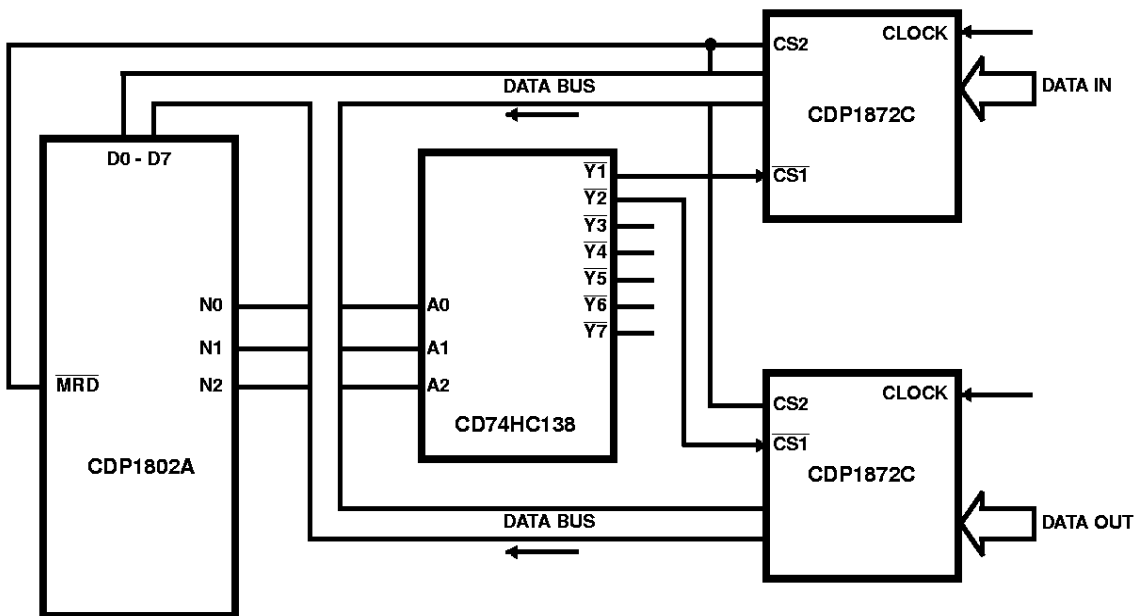 CS2
CLOCK
DATA BUS
DATA IN
CDP1872C
D0 - D7
Y1
CS1
Y2
Y3
Y4
Y5
Y6
Y7
N0
A0
N1
A1
MRD
N2
A2
CD74HC138
CDP1802A
CLOCK
CS2
CS1
CDP1872C
DATA BUS
DATA OUT